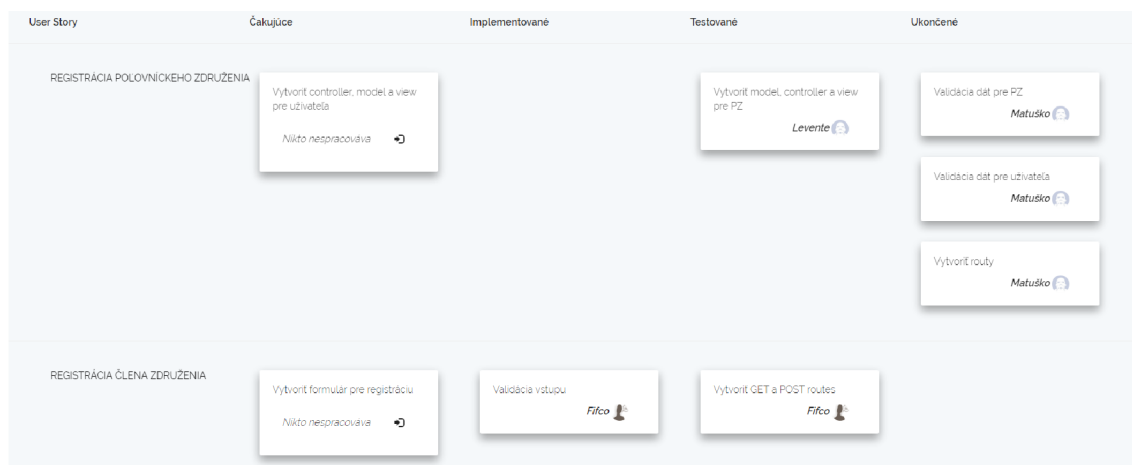 User Story
Čakujúce
Implementované
Testované
Ukončené
REGISTRÁCIA POĽOVNÍCKEHO ZDRUŽENIA
Vytvoriť controller, model a view
pre užívateľa
Nikto nespracováva
Vytvoriť model, controller a view
pre PZ
Levente
Validácia dát pre PZ
Matuško
Validácia dát pre užívateľa
Matuško
Vytvoriť routy
Matuško
REGISTRÁCIA ČLENA ZDRUŽENIA
Vytvoriť formulár pre registráciu
Nikto nespracováva
Validácia vstupu
Fifco
Vytvoriť GET a POST routes
Fifco